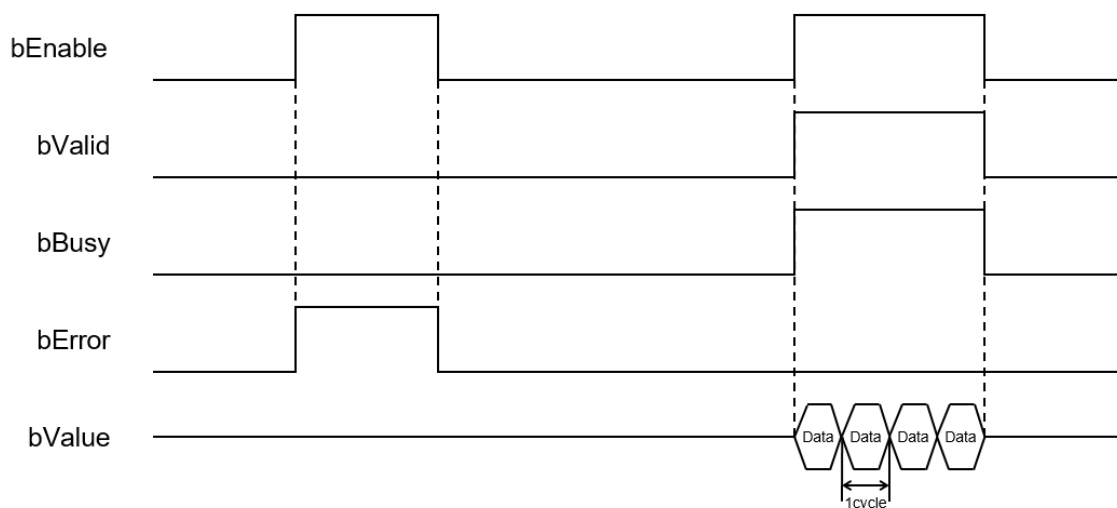 bEnable
bValid
bBusy
bError
bValue
Data Data Data Data
1cycle